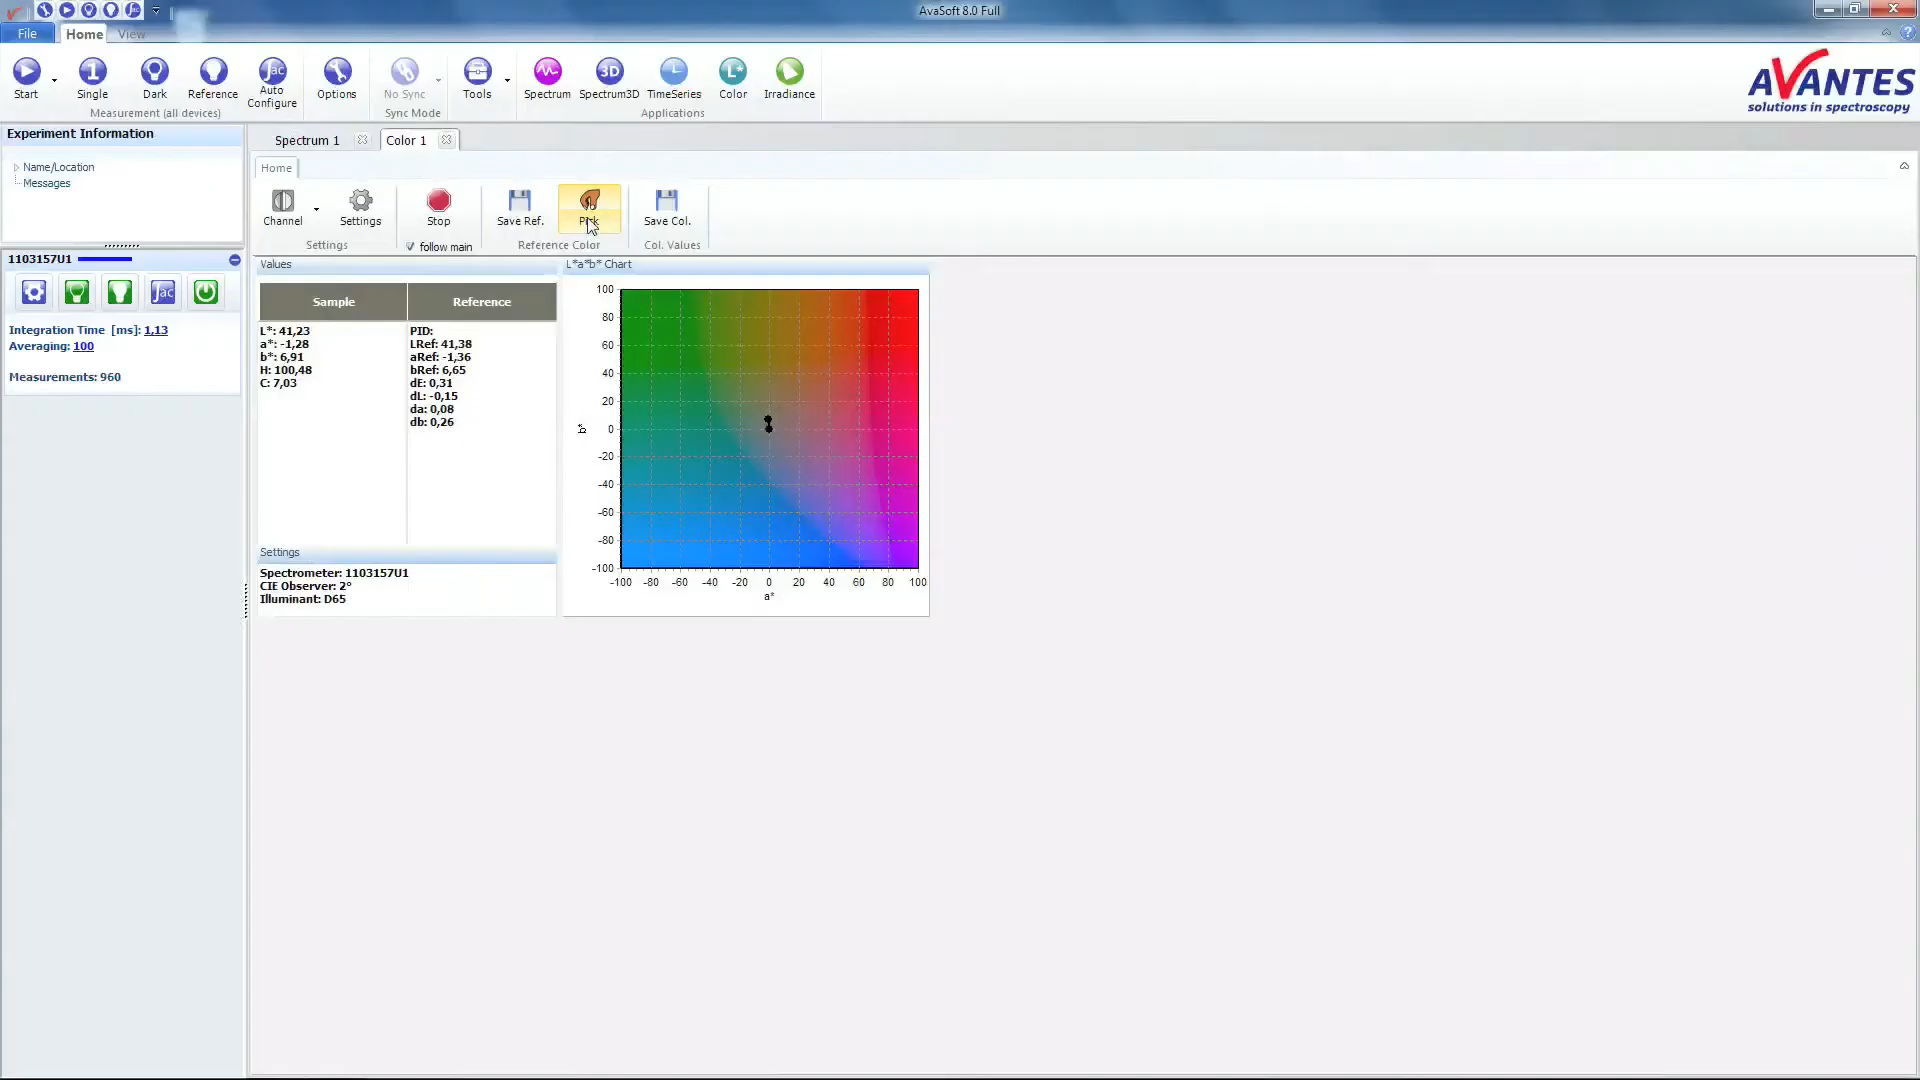 AvaSoft 8.0 Full
File Home View
Start Single Dark Reference Auto Configure Options No Sync Tools Spectrum Spectrum3D TimeSeries Color Irradiance
Measurement (all devices) Sync Mode Applications
AVANTES
solutions in spectroscopy
Experiment Information
Name/Location
Messages
1103157U1
Integration Time [ms]: 1,13
Averaging: 100
Measurements: 960
Spectrum 1 Color 1
Home
Channel Settings Stop Save Ref. Pick Save Col.
Settings follow main Reference Color Col. Values
Values
Sample Reference
L*: 41,23
a*: -1,28
b*: 6,91
H: 100,48
C: 7,03
PID:
LRef: 41,38
aRef: -1,36
bRef: 6,65
dE: 0,31
dL: -0,15
da: 0,08
db: 0,26
Settings
Spectrometer: 1103157U1
CIE Observer: 2°
Illuminant: D65
L*a*b* Chart
100
80
60
40
20
0
-20
-40
-60
-80
-100
b*
-100 -80 -60 -40 -20 0 20 40 60 80 100
a*